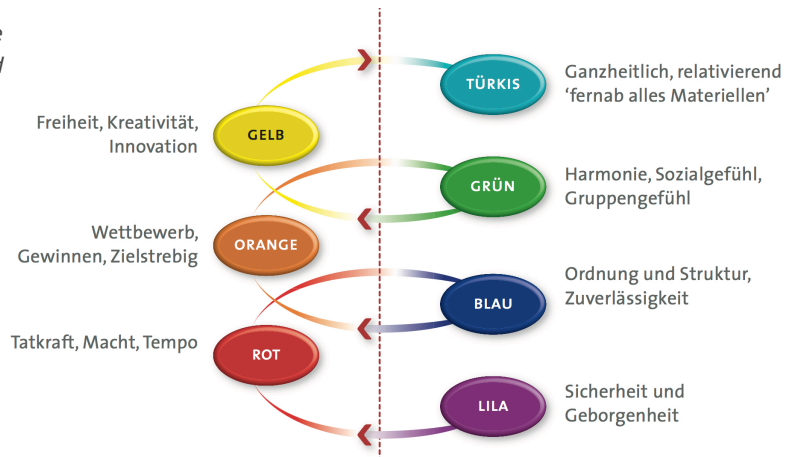 TÜRKIS
Ganzheitlich, relativierend
‘fernab alles Materiellen’
Freiheit, Kreativität,
Innovation
GELB
GRÜN
Harmonie, Sozialgefühl,
Gruppengefühl
Wettbewerb,
Gewinnen, Zielstrebig
ORANGE
BLAU
Ordnung und Struktur,
Zuverlässigkeit
Tatkraft, Macht, Tempo
ROT
LILA
Sicherheit und
Geborgenheit